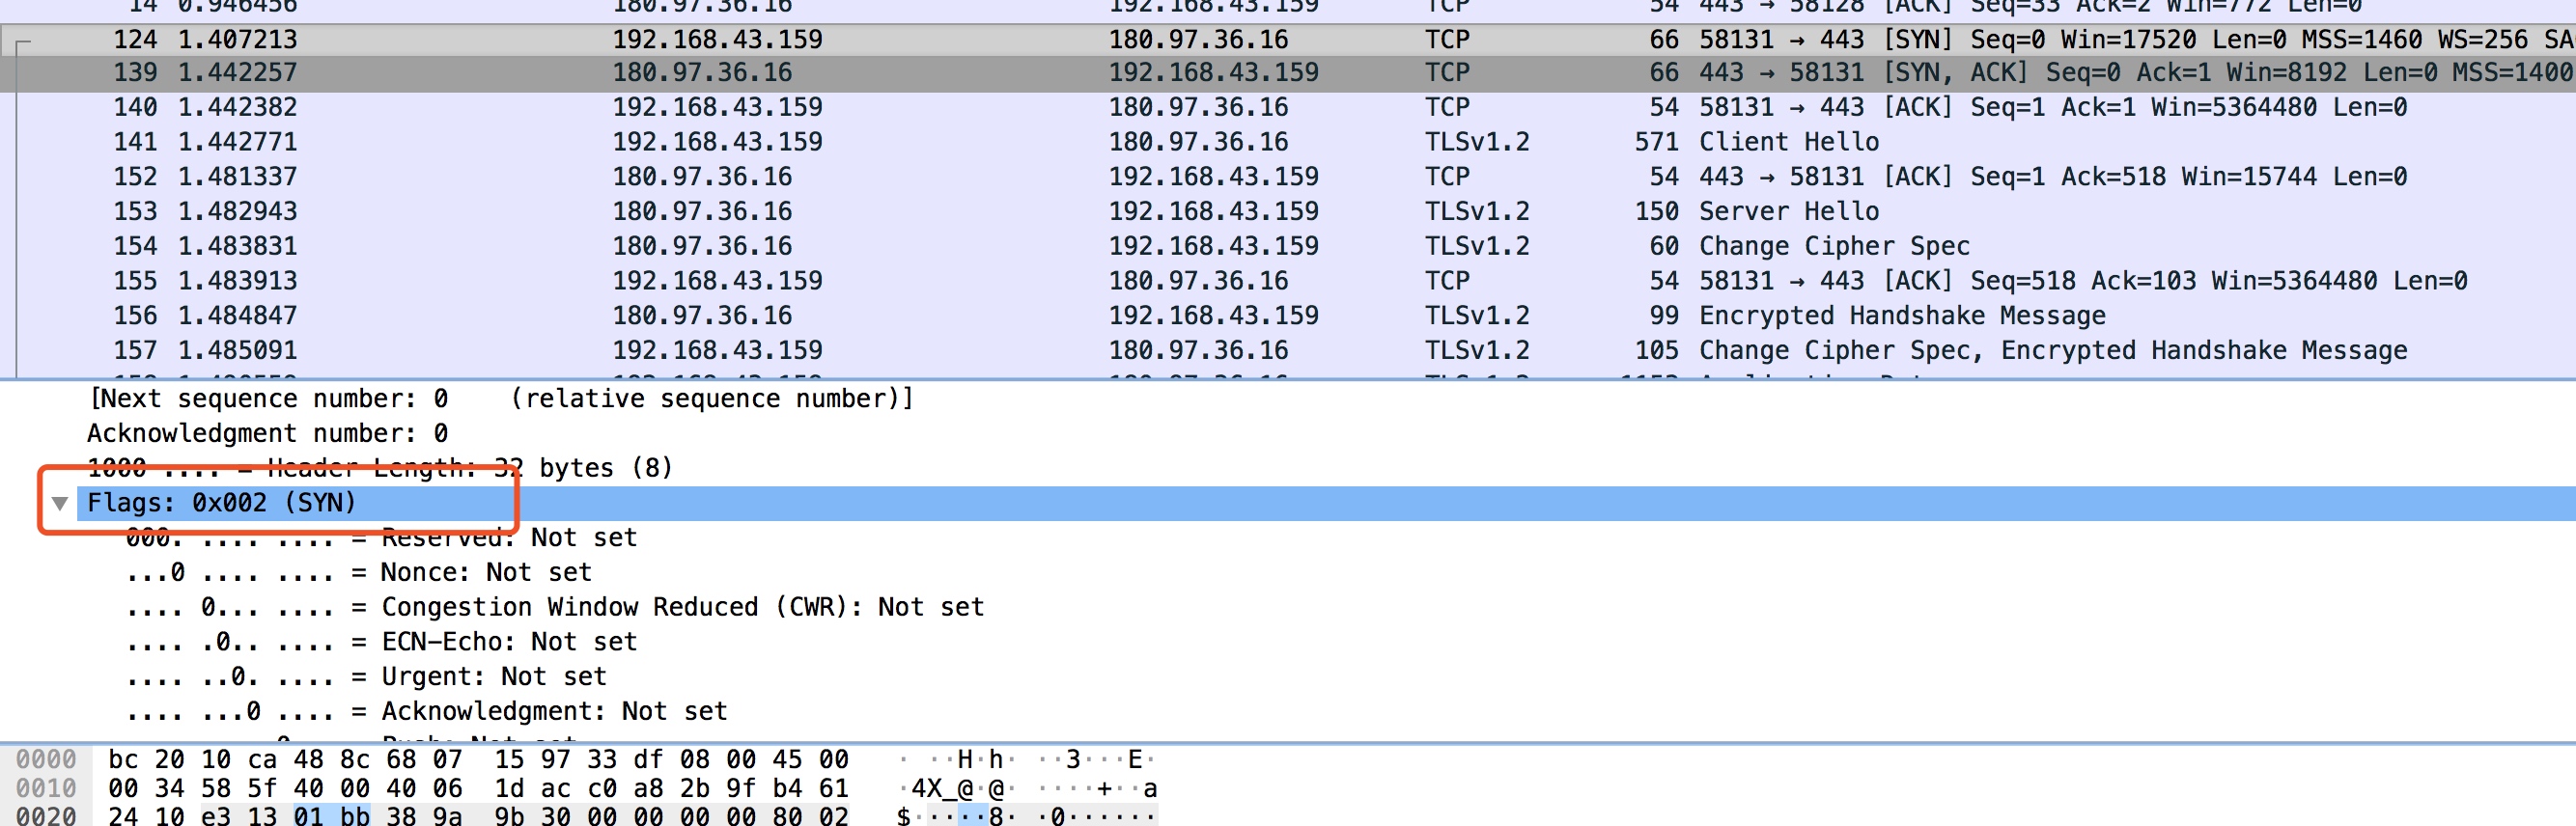 14 0.946456 180.97.36.16 192.168.43.159 TCP 54 443 → 58128 [ACK] Seq=33 Ack=2 Win=772 Len=0
124 1.407213 192.168.43.159 180.97.36.16 TCP 66 58131 → 443 [SYN] Seq=0 Win=17520 Len=0 MSS=1460 WS=256 SA
139 1.442257 180.97.36.16 192.168.43.159 TCP 66 443 → 58131 [SYN, ACK] Seq=0 Ack=1 Win=8192 Len=0 MSS=1400
140 1.442382 192.168.43.159 180.97.36.16 TCP 54 58131 → 443 [ACK] Seq=1 Ack=1 Win=5364480 Len=0
141 1.442771 192.168.43.159 180.97.36.16 TLSv1.2 571 Client Hello
152 1.481337 180.97.36.16 192.168.43.159 TCP 54 443 → 58131 [ACK] Seq=1 Ack=518 Win=15744 Len=0
153 1.482943 180.97.36.16 192.168.43.159 TLSv1.2 150 Server Hello
154 1.483831 180.97.36.16 192.168.43.159 TLSv1.2 60 Change Cipher Spec
155 1.483913 192.168.43.159 180.97.36.16 TCP 54 58131 → 443 [ACK] Seq=518 Ack=103 Win=5364480 Len=0
156 1.484847 180.97.36.16 192.168.43.159 TLSv1.2 99 Encrypted Handshake Message
157 1.485091 192.168.43.159 180.97.36.16 TLSv1.2 105 Change Cipher Spec, Encrypted Handshake Message
[Next sequence number: 0 (relative sequence number)]
Acknowledgment number: 0
1000 .... = Header Length: 32 bytes (8)
Flags: 0x002 (SYN)
000. .... .... = Reserved: Not set
...0 .... .... = Nonce: Not set
.... 0... .... = Congestion Window Reduced (CWR): Not set
.... .0.. .... = ECN-Echo: Not set
.... ..0. .... = Urgent: Not set
.... ...0 .... = Acknowledgment: Not set
0000 bc 20 10 ca 48 8c 68 07 15 97 33 df 08 00 45 00 · ··H·h· ··3···E·
0010 00 34 58 5f 40 00 40 06 1d ac c0 a8 2b 9f b4 61 ·4X_@·@· ····+··a
0020 24 10 e3 13 01 bb 38 9a 9b 30 00 00 00 00 80 02 $·····8· ·0······